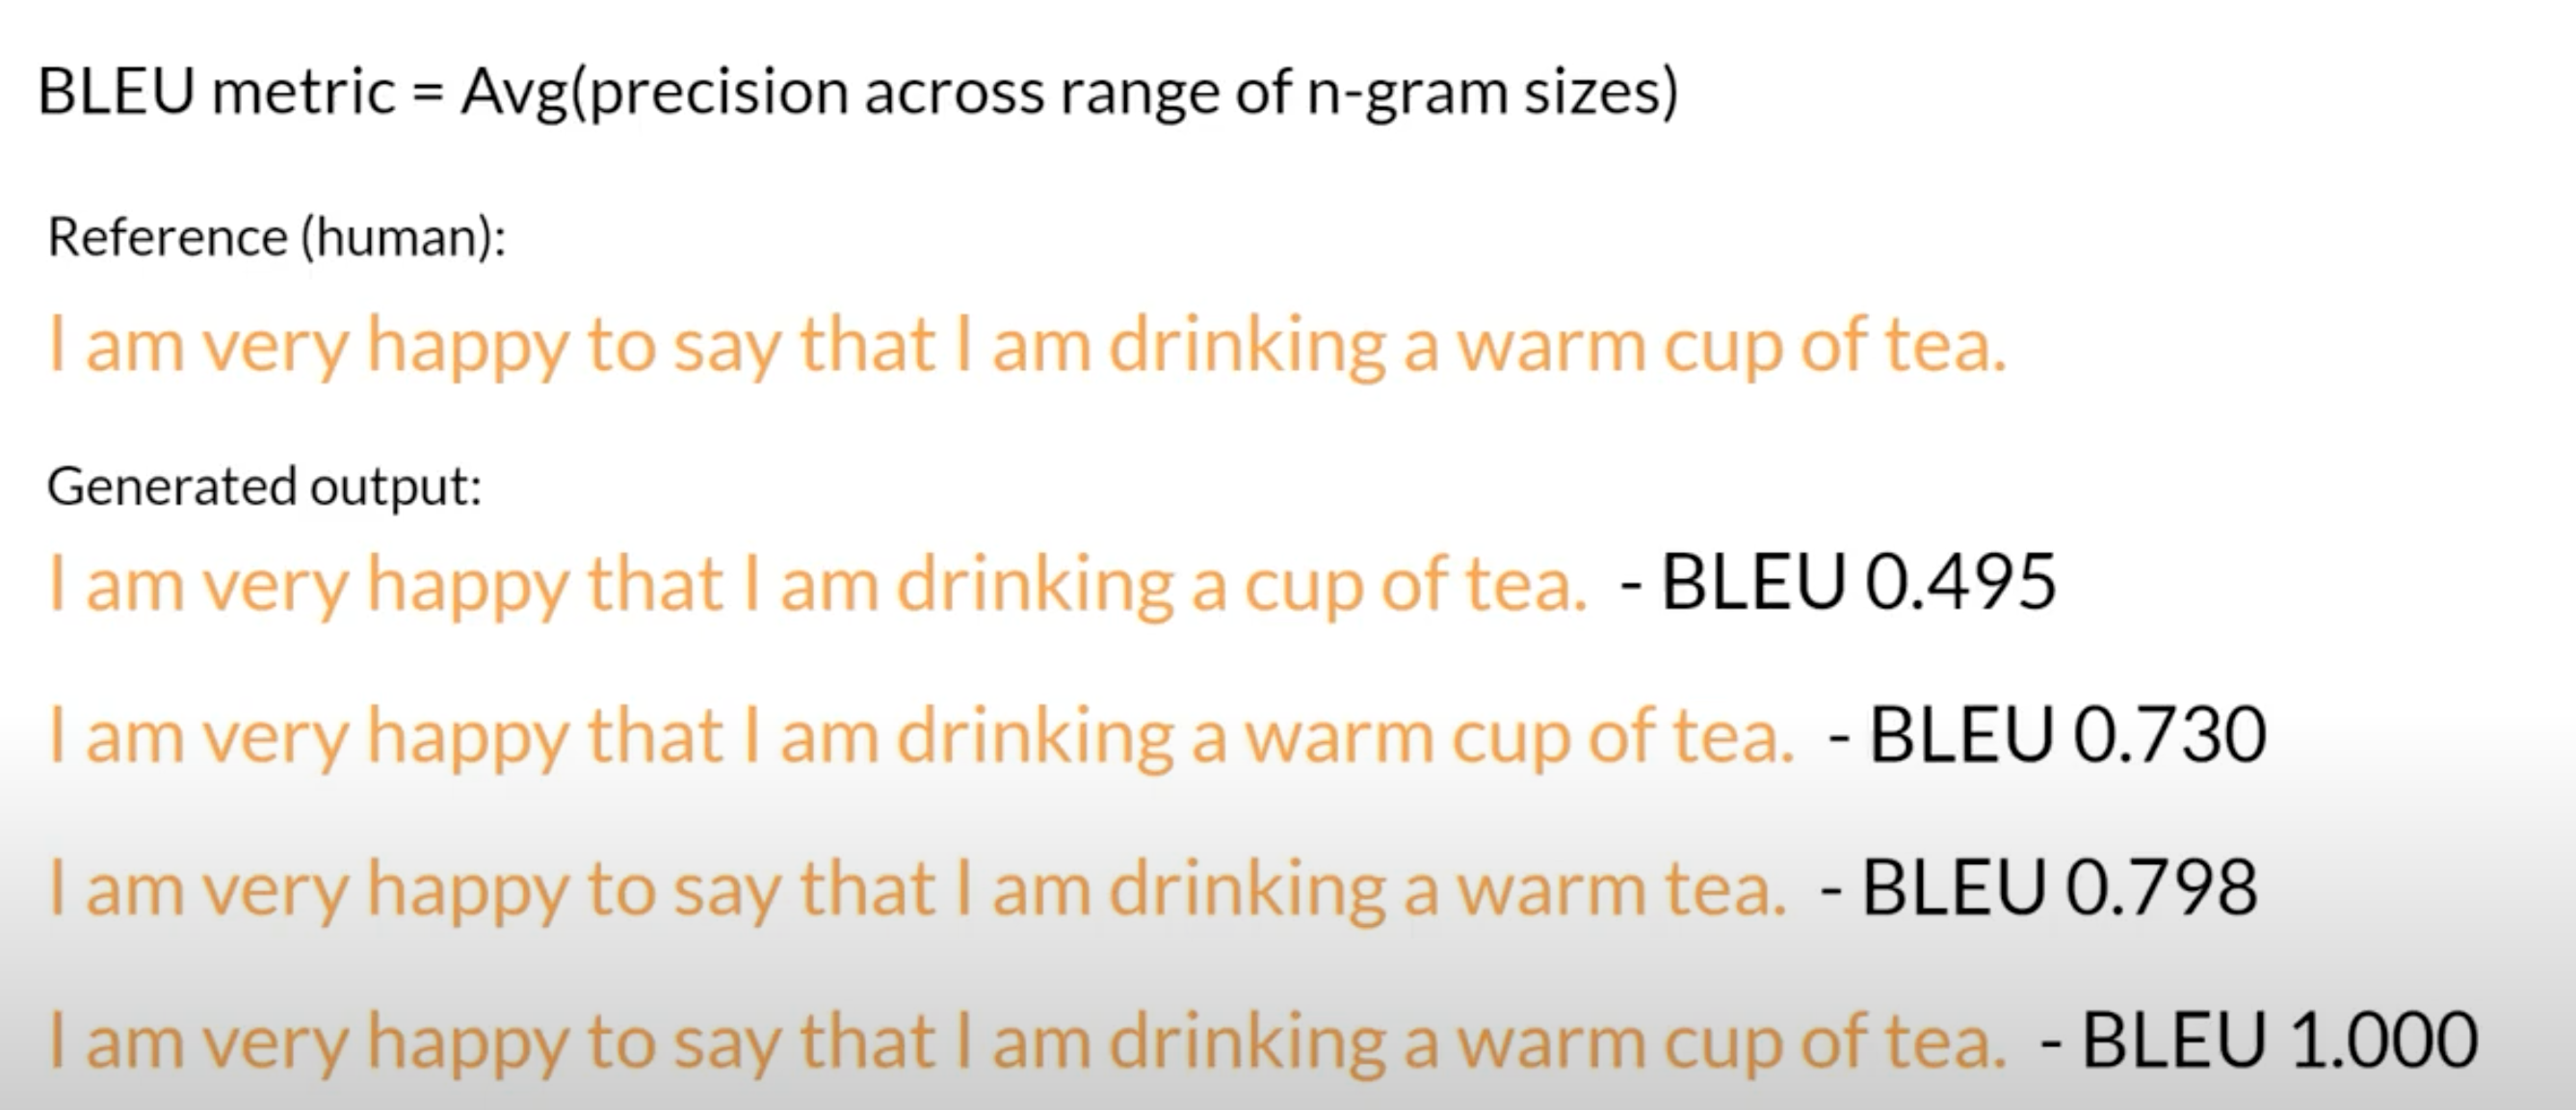 BLEU metric = Avg(precision across range of n-gram sizes)
Reference (human):
I am very happy to say that I am drinking a warm cup of tea.
Generated output:
I am very happy that I am drinking a cup of tea. - BLEU 0.495
I am very happy that I am drinking a warm cup of tea. - BLEU 0.730
I am very happy to say that I am drinking a warm tea. - BLEU 0.798
I am very happy to say that I am drinking a warm cup of tea. - BLEU 1.000